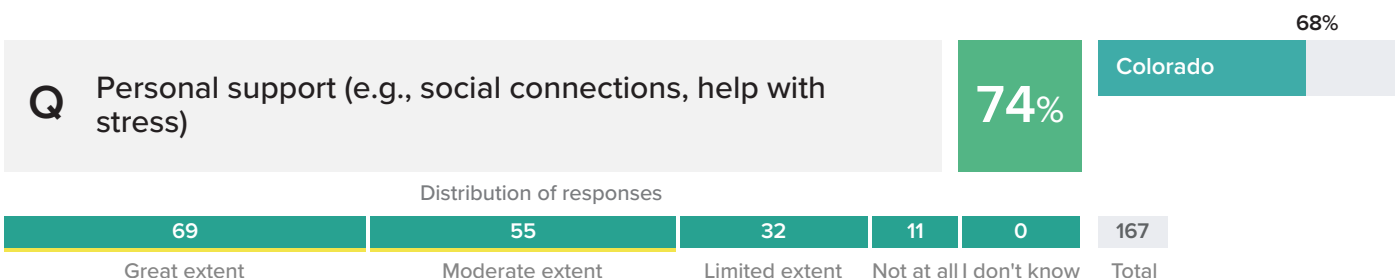 68%
Q Personal support (e.g., social connections, help with
stress)
74%
Colorado
Distribution of responses
69 55 32 11 0 167
Great extent Moderate extent Limited extent Not at all I don't know Total